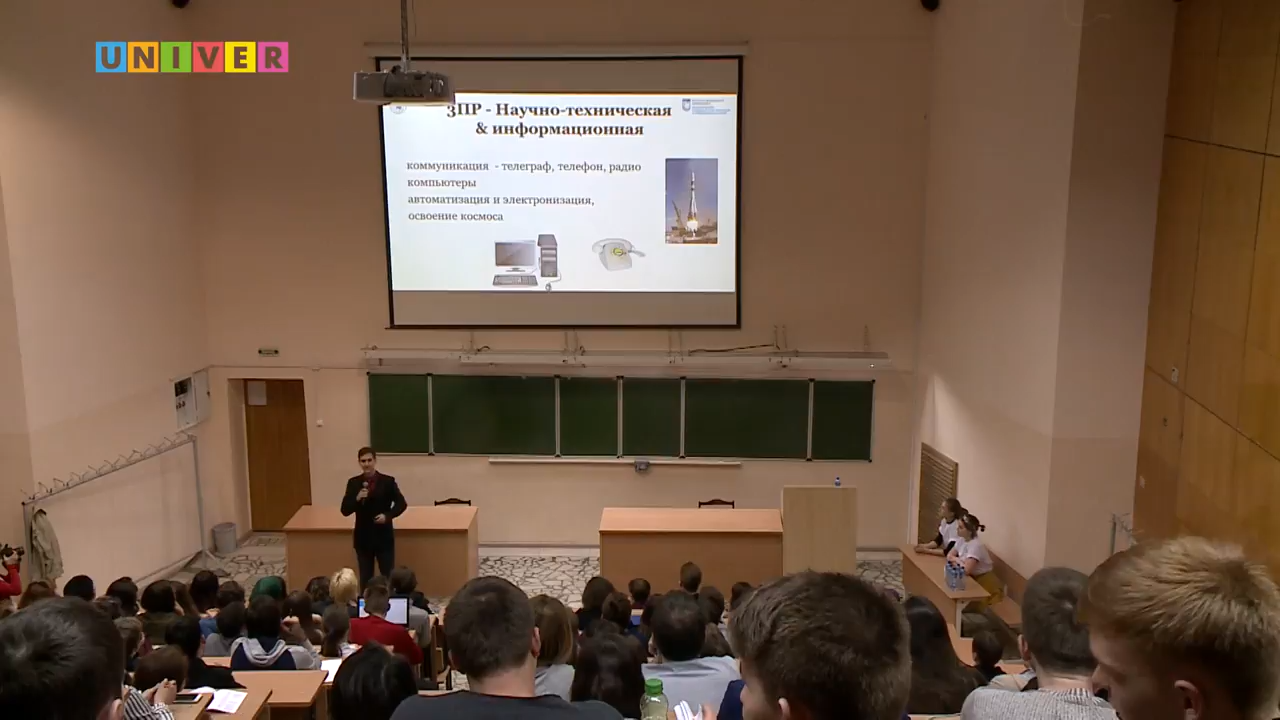 UNIVER
3ПР - Научно-техническая
& информационная
коммуникация - телеграф, телефон, радио
компьютеры
автоматизация и электронизация,
освоение космоса